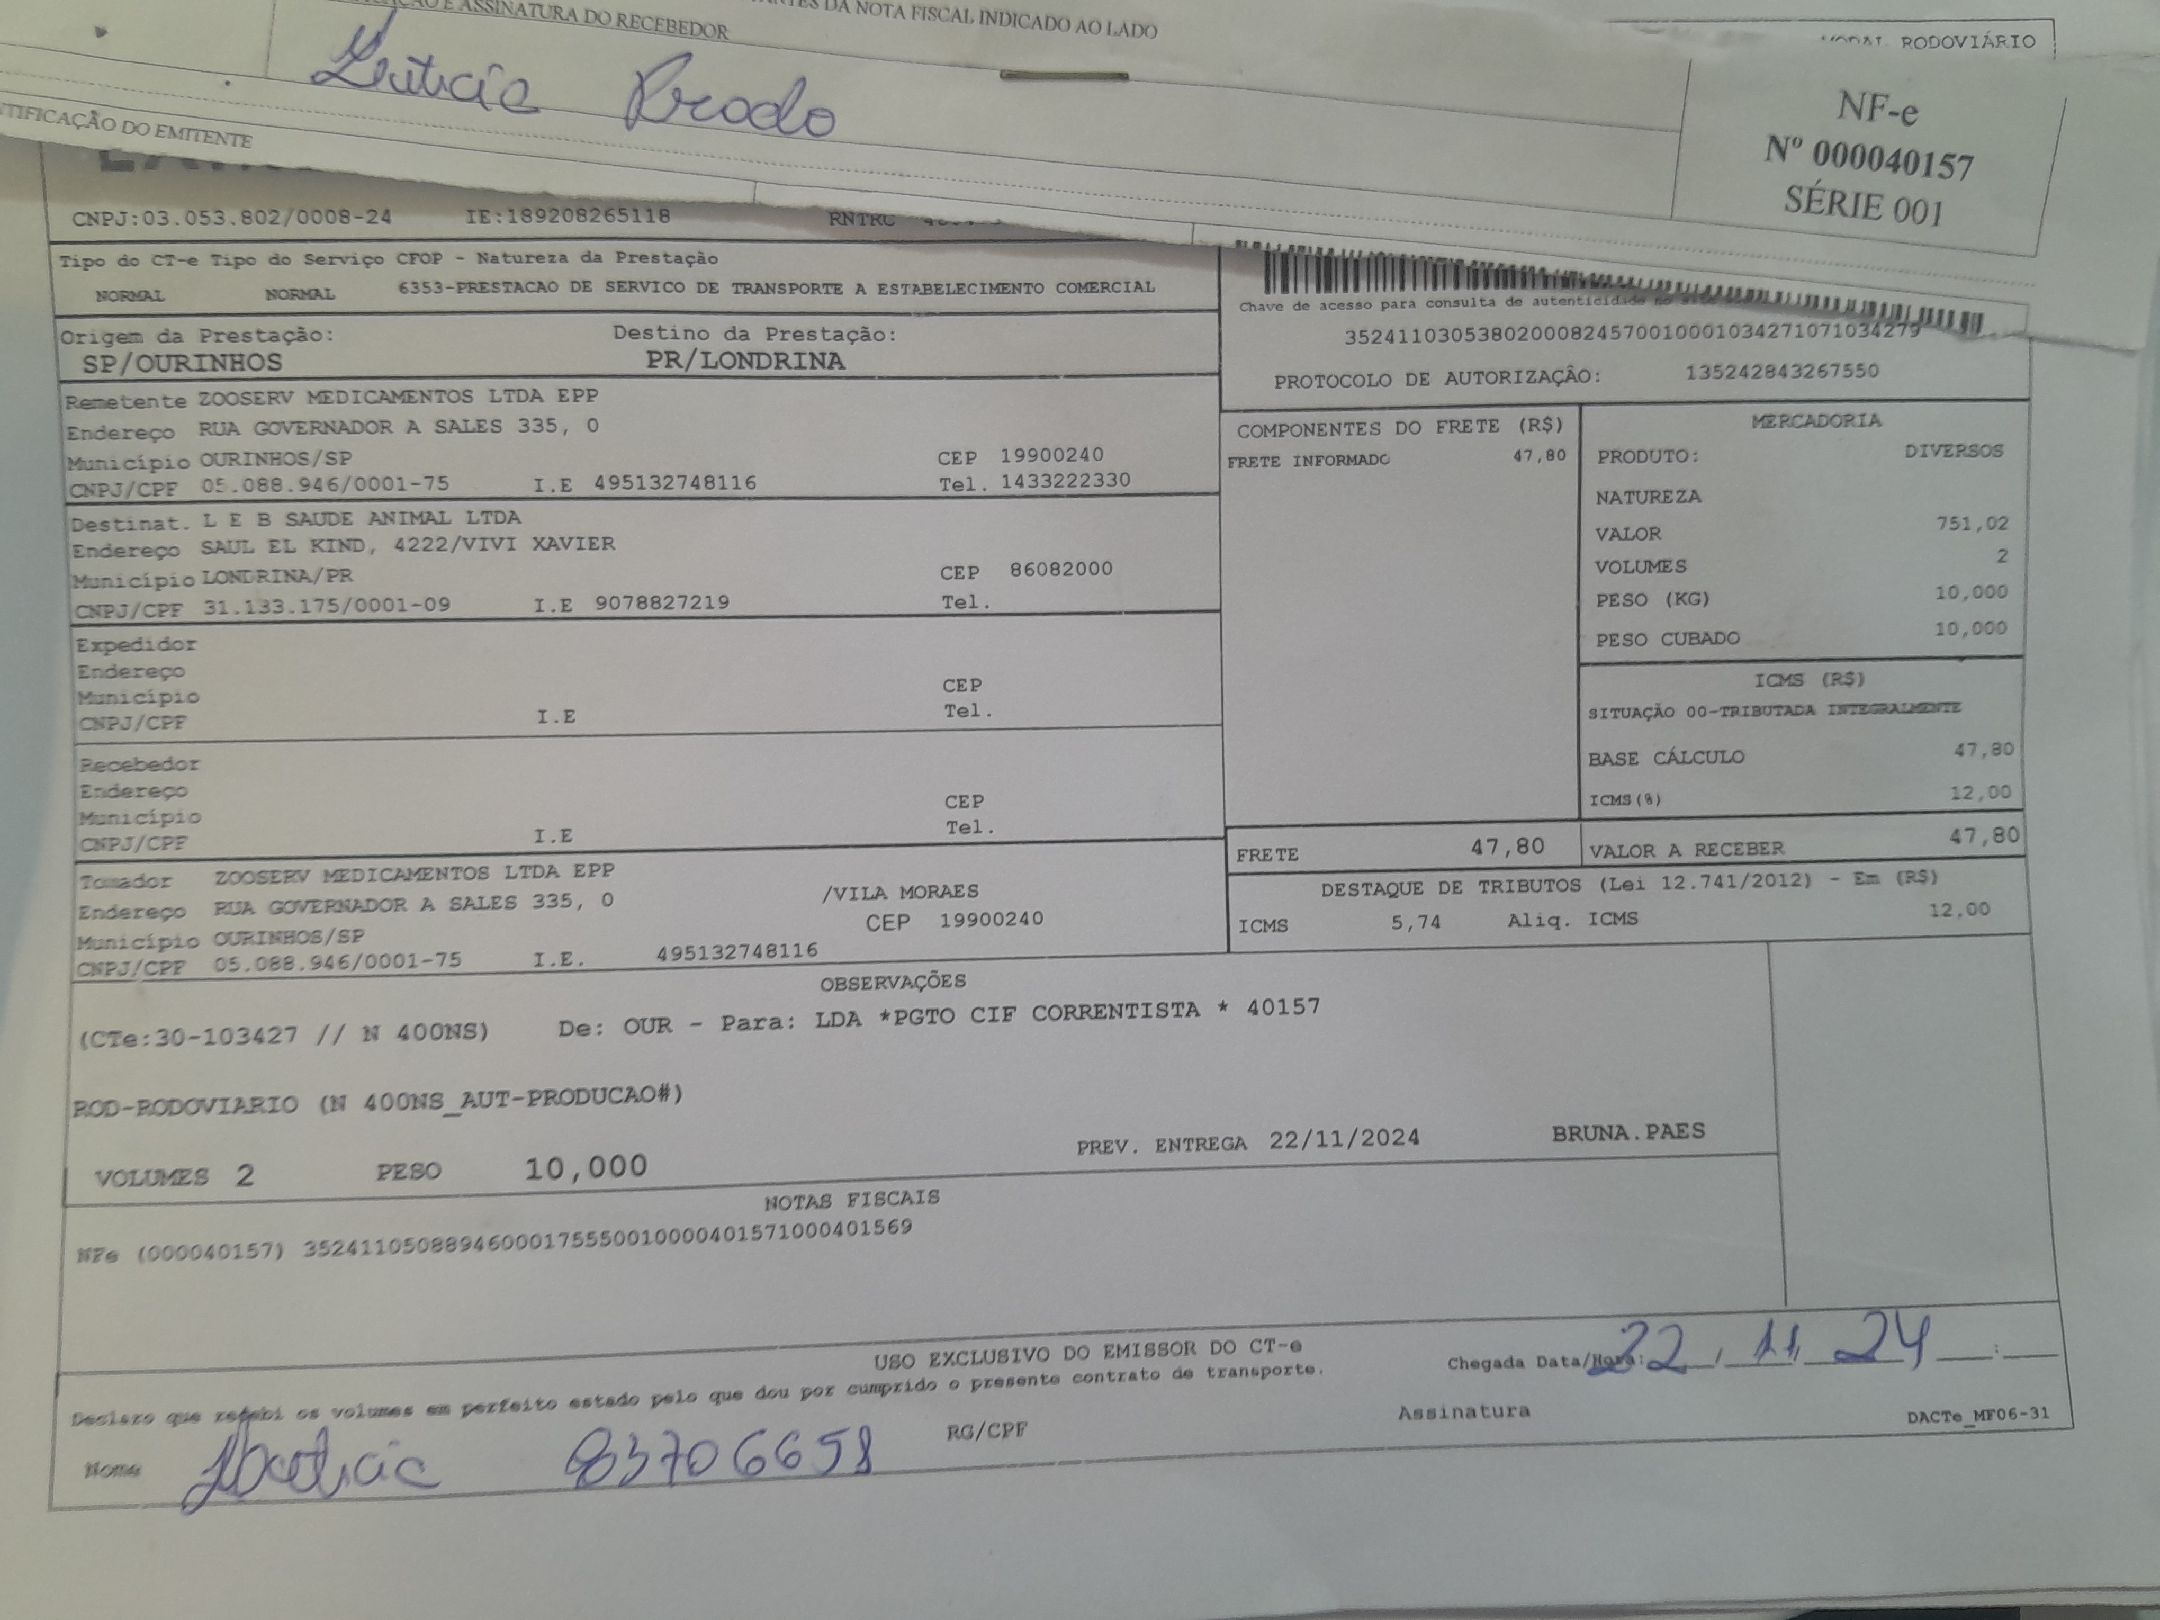 E ASSINATURA DO RECEBEDOR
DA NOTA FISCAL INDICADO AO LADO
RODOVIÁRIO
Prado
NF-e
Nº 000040157
SÉRIE 001
IDENTIFICAÇÃO DO EMITENTE
CNPJ:03.053.802/0008-24 IE:189208265118 RNTRC
Tipo do CT-e Tipo do Serviço CFOP - Natureza da Prestação
NORMAL NORMAL 6353-PRESTACAO DE SERVICO DE TRANSPORTE A ESTABELECIMENTO COMERCIAL
Chave de acesso para consulta de autenticidade no
35241103053802000824570010001034271071034279
PROTOCOLO DE AUTORIZAÇÃO: 135242843267550
Origem da Prestação: Destino da Prestação:
SP/OURINHOS PR/LONDRINA
Remetente ZOOSERV MEDICAMENTOS LTDA EPP
Endereço RUA GOVERNADOR A SALES 335, 0
Município OURINHOS/SP CEP 19900240
CNPJ/CPF 05.088.946/0001-75 I.E 495132748116 Tel. 1433222330
Destinat. L E B SAUDE ANIMAL LTDA
Endereço SAUL EL KIND, 4222/VIVI XAVIER
Município LONDRINA/PR CEP 86082000
CNPJ/CPF 31.133.175/0001-09 I.E 9078827219 Tel.
Expedidor
Endereço
Município CEP
CNPJ/CPF I.E Tel.
Recebedor
Endereço
Município CEP
CNPJ/CPF I.E Tel.
Tomador ZOOSERV MEDICAMENTOS LTDA EPP
Endereço RUA GOVERNADOR A SALES 335, 0 /VILA MORAES
Município OURINHOS/SP CEP 19900240
CNPJ/CPF 05.088.946/0001-75 I.E. 495132748116
COMPONENTES DO FRETE (R$)
FRETE INFORMADO 47,80
MERCADORIA
PRODUTO: DIVERSOS
NATUREZA
VALOR 751,02
VOLUMES 2
PESO (KG) 10,000
PESO CUBADO 10,000
ICMS (R$)
SITUAÇÃO 00-TRIBUTADA INTEGRALMENTE
BASE CÁLCULO 47,80
ICMS(%) 12,00
FRETE 47,80 VALOR A RECEBER 47,80
DESTAQUE DE TRIBUTOS (Lei 12.741/2012) - Em (R$)
ICMS 5,74 Aliq. ICMS 12,00
OBSERVAÇÕES
(CTe:30-103427 // N 400NS) De: OUR - Para: LDA *PGTO CIF CORRENTISTA * 40157
ROD-RODOVIARIO (N 400NS_AUT-PRODUCAO#)
VOLUMES 2 PESO 10,000 PREV. ENTREGA 22/11/2024 BRUNA.PAES
NOTAS FISCAIS
NFe (000040157) 35241105088946000175550010000401571000401569
USO EXCLUSIVO DO EMISSOR DO CT-e
Declaro que recebi os volumes em perfeito estado pelo que dou por cumprido o presente contrato de transporte.
Chegada Data/Hora: 22 / 11 / 24 :
Nome 83706658 RG/CPF Assinatura
DACTe_MF06-31